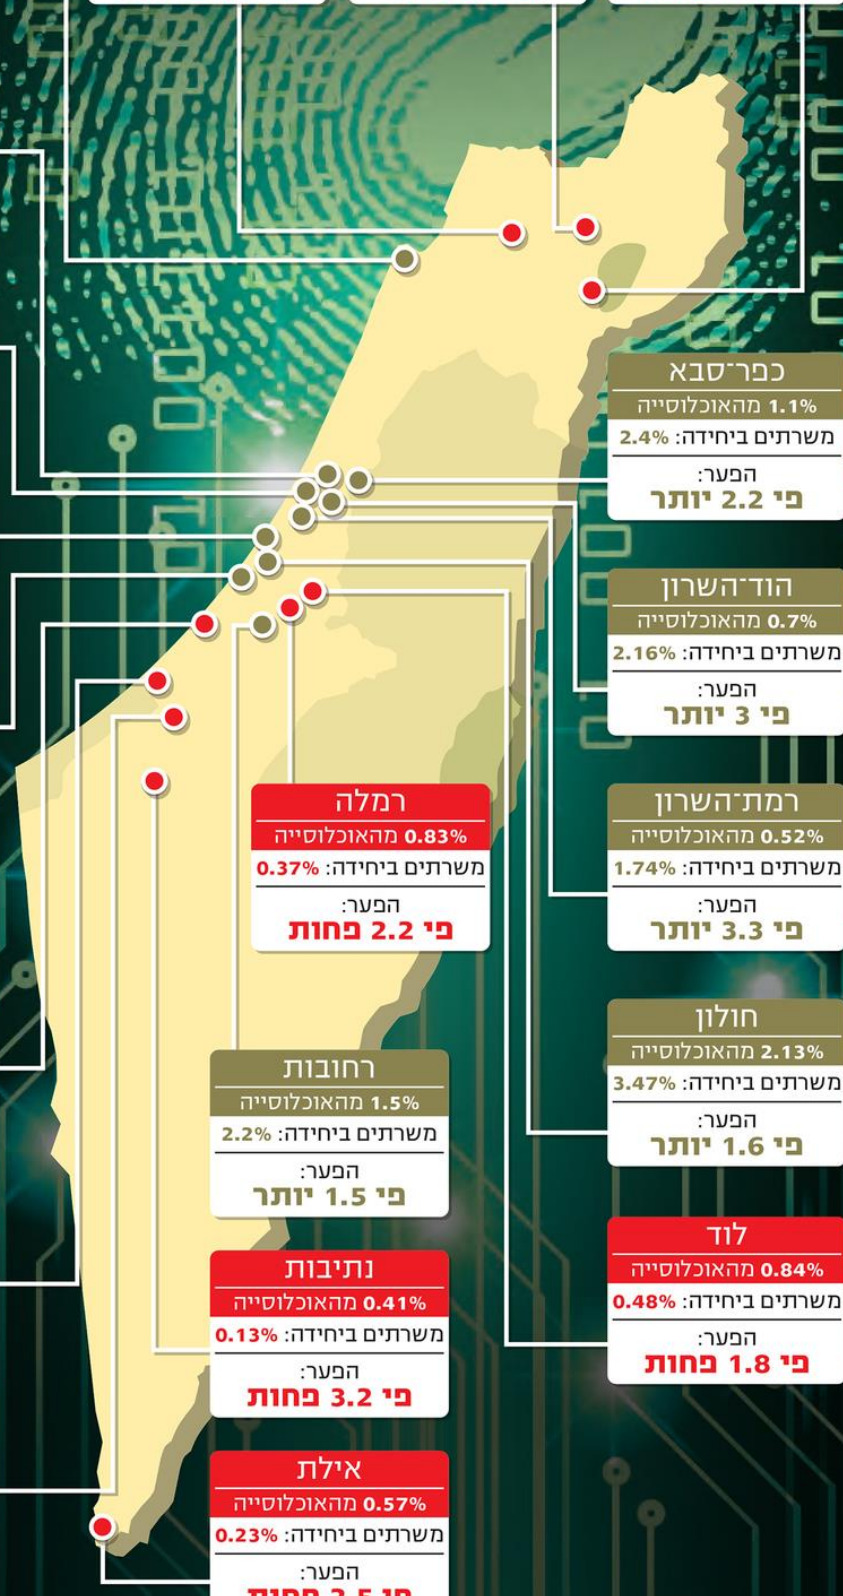 כפר־סבא
1.1% מהאוכלוסייה
משרתים ביחידה: 2.4%
הפער:
פי 2.2 יותר
הוד־השרון
0.7% מהאוכלוסייה
משרתים ביחידה: 2.16%
הפער:
פי 3 יותר
רמת־השרון
0.52% מהאוכלוסייה
משרתים ביחידה: 1.74%
הפער:
פי 3.3 יותר
רמלה
0.83% מהאוכלוסייה
משרתים ביחידה: 0.37%
הפער:
פי 2.2 פחות
חולון
2.13% מהאוכלוסייה
משרתים ביחידה: 3.47%
הפער:
פי 1.6 יותר
רחובות
1.5% מהאוכלוסייה
משרתים ביחידה: 2.2%
הפער:
פי 1.5 יותר
לוד
0.84% מהאוכלוסייה
משרתים ביחידה: 0.48%
הפער:
פי 1.8 פחות
נתיבות
0.41% מהאוכלוסייה
משרתים ביחידה: 0.13%
הפער:
פי 3.2 פחות
אילת
0.57% מהאוכלוסייה
משרתים ביחידה: 0.23%
הפער:
פי 2.5 פחות